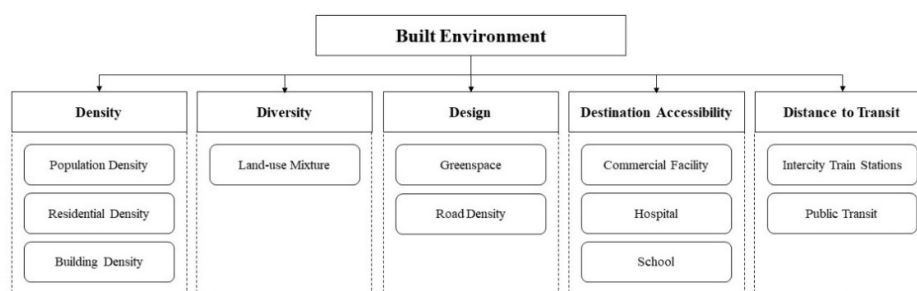 Built Environment
Density
Diversity
Design
Destination Accessibility
Distance to Transit
Population Density
Land-use Mixture
Greenspace
Commercial Facility
Intercity Train Stations
Residential Density
Road Density
Hospital
Public Transit
Building Density
School